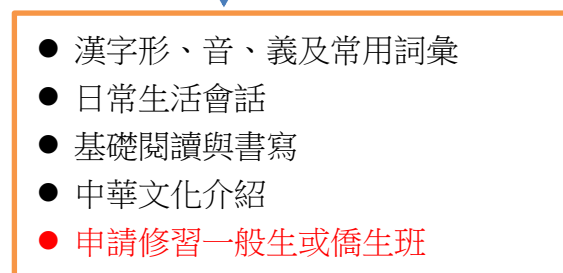 ● 漢字形、音、義及常用詞彙
● 日常生活會話
● 基礎閱讀與書寫
● 中華文化介紹
● 申請修習一般生或僑生班